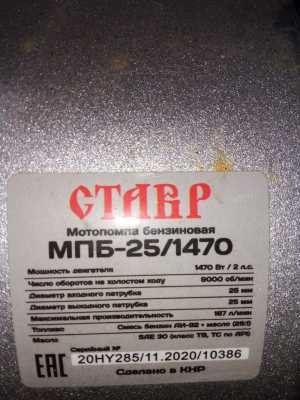 СТАВР
Мотопомпа бензиновая
МПБ-25/1470
Мощность двигателя 1470 Вт / 2 л.с.
Число оборотов на холостом ходу 9000 об/мин
Диаметр входного патрубка 25 мм
Диаметр выходного патрубка 25 мм
Максимальная производительность 167 л/мин
Топливо Смесь бензин АИ-92 + масло (25:1)
Масло SAE 30 (класс TB, TC по API)
Серийный №
EAC
20HY285/11.2020/10386
Сделано в КНР